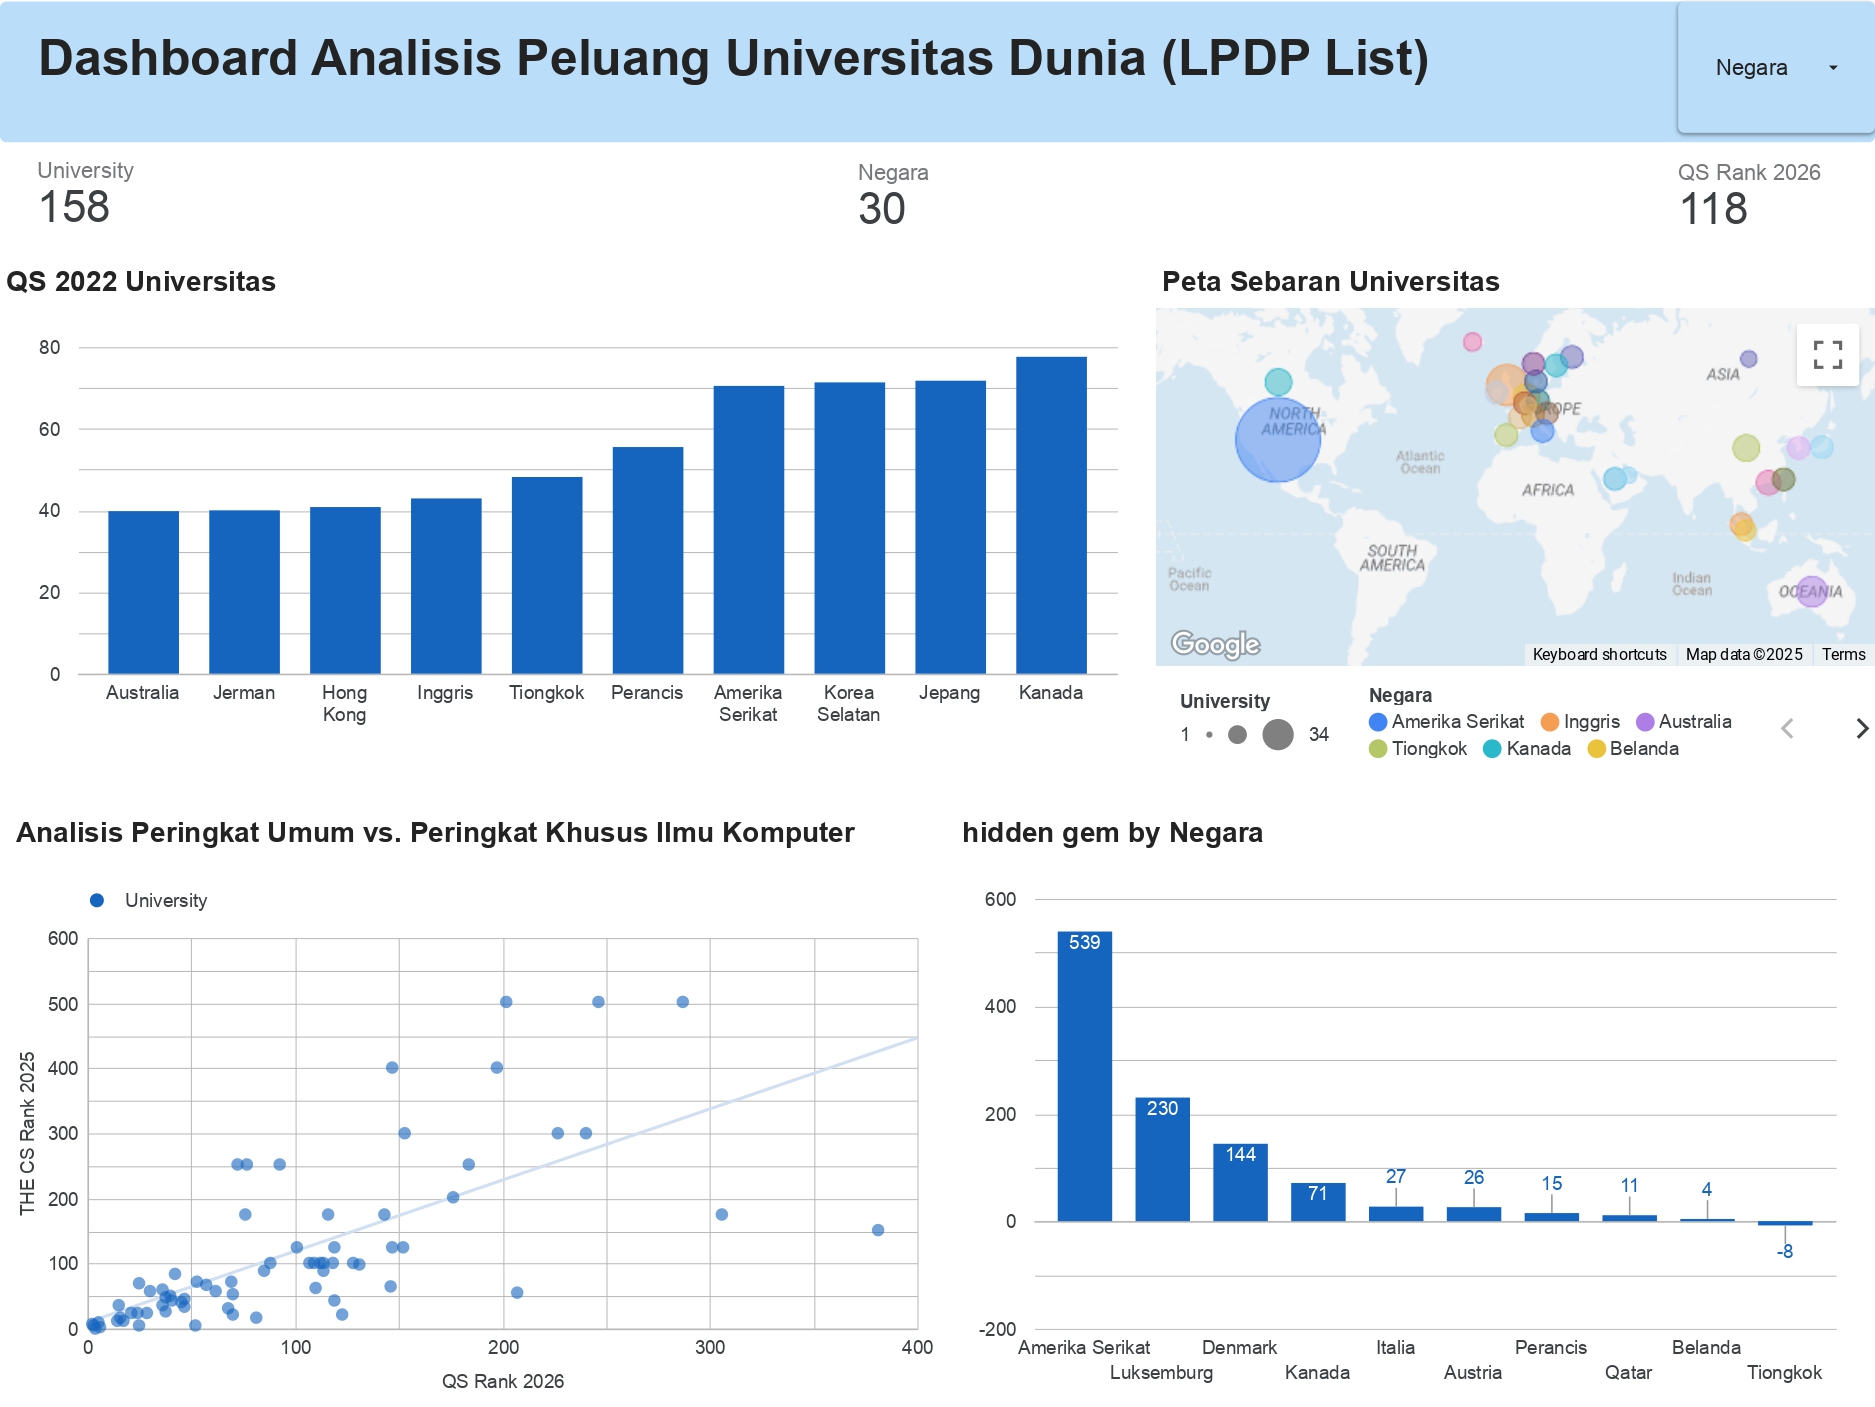 Dashboard Analisis Peluang Universitas Dunia (LPDP List)
Negara
University
158
Negara
30
QS Rank 2026
118
QS 2022 Universitas
80
60
40
20
0
Australia
Jerman
Hong
Kong
Inggris
Tiongkok
Perancis
Amerika
Serikat
Korea
Selatan
Jepang
Kanada
Peta Sebaran Universitas
ASIA
NORTH
AMERICA
EUROPE
Atlantic
Ocean
AFRICA
SOUTH
AMERICA
Pacific
Ocean
Indian
Ocean
OCEANIA
Google
Keyboard shortcuts
Map data ©2025
Terms
University
1
34
Negara
Amerika Serikat
Inggris
Australia
Tiongkok
Kanada
Belanda
Analisis Peringkat Umum vs. Peringkat Khusus Ilmu Komputer
University
THE CS Rank 2025
600
500
400
300
200
100
0
0
100
200
300
400
QS Rank 2026
hidden gem by Negara
600
400
200
0
-200
539
230
144
71
27
26
15
11
4
-8
Amerika Serikat
Luksemburg
Denmark
Kanada
Italia
Austria
Perancis
Qatar
Belanda
Tiongkok